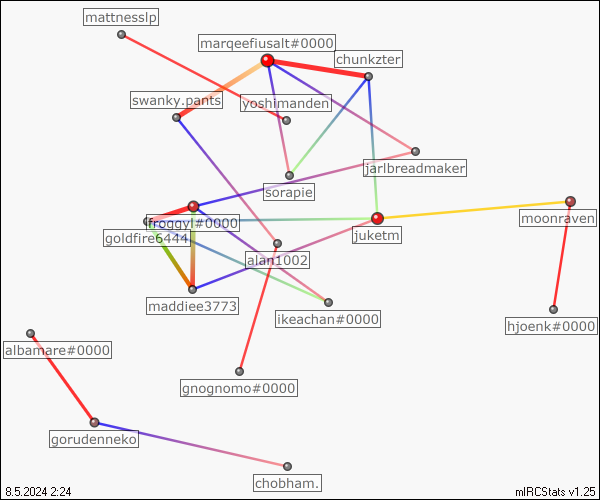 mattnesslp
marqeefiusalt#0000
chunkzter
swanky.pants
yoshimanden
jarlbreadmaker
sorapie
froggyl#0000
moonraven
goldfire6444
juketm
alan1002
maddiee3773
ikeachan#0000
hjoenk#0000
albamare#0000
gnognomo#0000
gorudenneko
chobham.
8.5.2024 2:24
mIRCStats v1.25